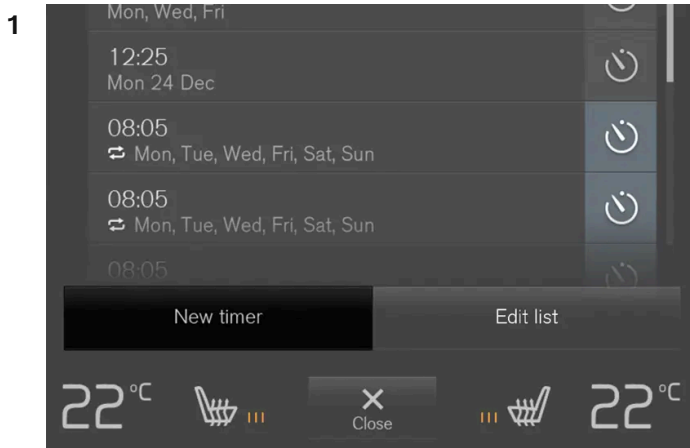 1
Mon, Wed, Fri
12:25
Mon 24 Dec
08:05
Mon, Tue, Wed, Fri, Sat, Sun
08:05
Mon, Tue, Wed, Fri, Sat, Sun
08:05
New timer Edit list
22°C Close 22°C